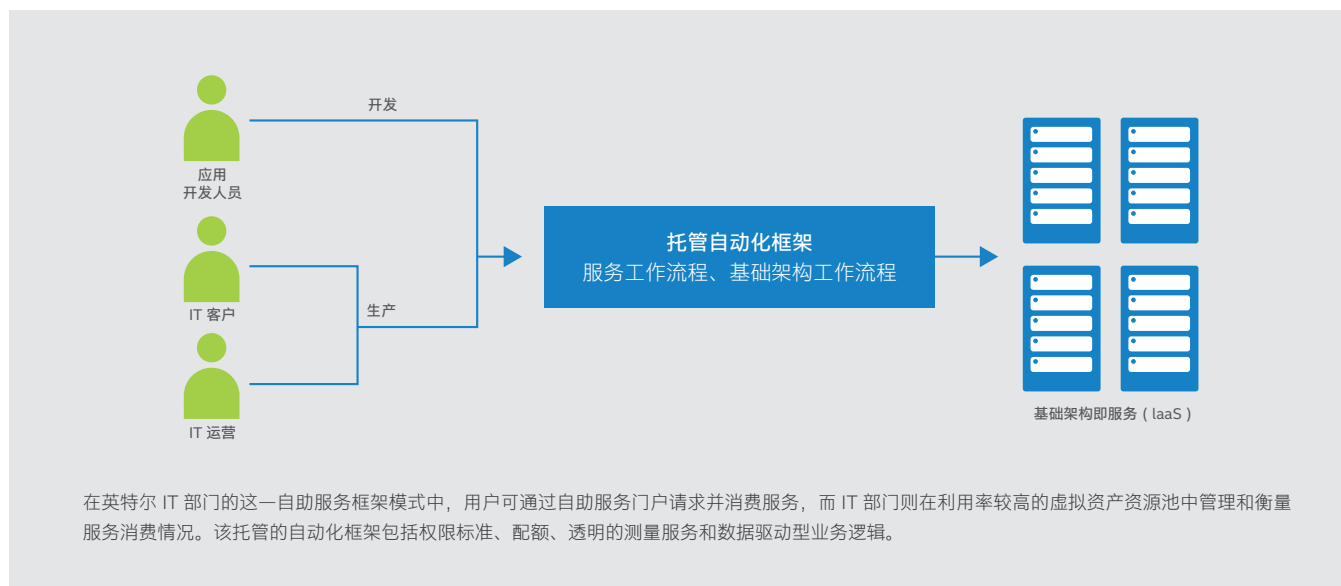 开发
应用
开发人员
IT 客户
生产
IT 运营
托管自动化框架
服务工作流程、基础架构工作流程
基础架构即服务（IaaS）
在英特尔 IT 部门的这一自助服务框架模式中，用户可通过自助服务门户请求并消费服务，而 IT 部门则在利用率较高的虚拟资产资源池中管理和衡量
服务消费情况。该托管的自动化框架包括权限标准、配额、透明的测量服务和数据驱动型业务逻辑。